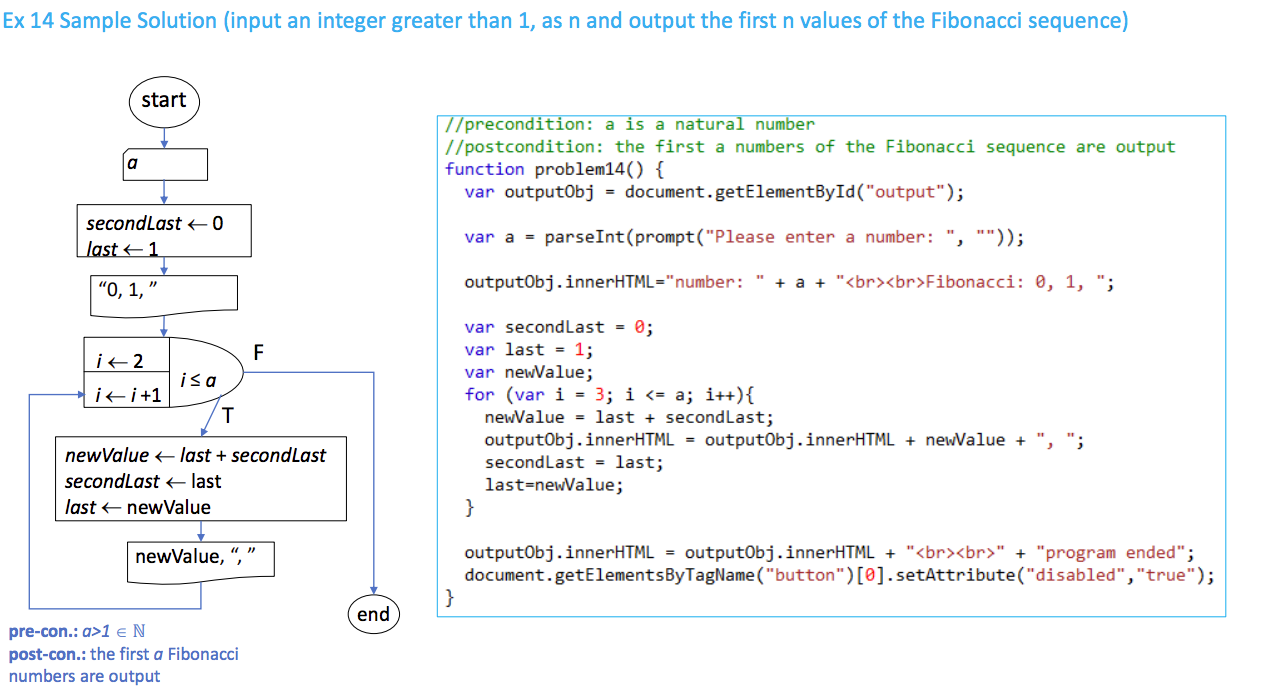 Ex 14 Sample Solution (input an integer greater than 1, as n and output the first n values of the Fibonacci sequence)
start
a
secondLast ← 0
last ← 1
“0, 1, ”
i ← 2
i ← i +1
i ≤ a
F
T
newValue ← last + secondLast
secondLast ← last
last ← newValue
newValue, “, ”
end
pre-con.: a>1 ∈ ℕ
post-con.: the first a Fibonacci
numbers are output
//precondition: a is a natural number
//postcondition: the first a numbers of the Fibonacci sequence are output
function problem14() {
  var outputObj = document.getElementById("output");
  var a = parseInt(prompt("Please enter a number: ", ""));
  outputObj.innerHTML="number: " + a + "<br><br>Fibonacci: 0, 1, ";
  var secondLast = 0;
  var last = 1;
  var newValue;
  for (var i = 3; i <= a; i++){
    newValue = last + secondLast;
    outputObj.innerHTML = outputObj.innerHTML + newValue + ", ";
    secondLast = last;
    last=newValue;
  }
  outputObj.innerHTML = outputObj.innerHTML + "<br><br>" + "program ended";
  document.getElementsByTagName("button")[0].setAttribute("disabled","true");
}